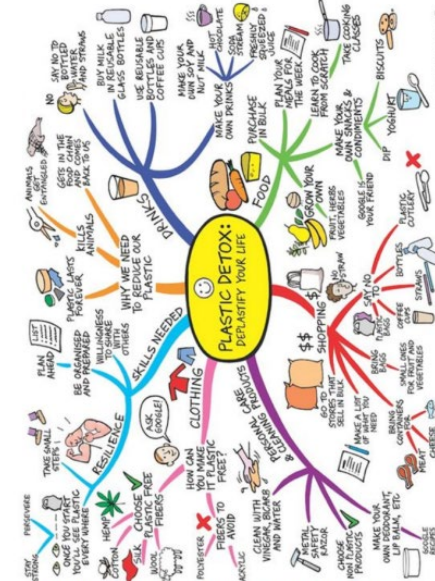 PLASTIC DETOX:
DEPLASTIFY YOUR LIFE
DRINKS
NO
SAY NO TO
BOTTLED
WATER
AND STRAWS
BUY MILK
IN REUSABLE
GLASS BOTTLES
USE REUSABLE
BOTTLES AND
COFFEE CUPS
MAKE YOUR
OWN SOY AND
NUT MILK
MAKE YOUR
OWN DRINKS
HOT
CHOCOLATE
SODA
STREAM
FRESHLY
SQUEEZED
JUICE
FOOD
PURCHASE
IN BULK
PLAN YOUR
MEALS FOR
THE WEEK
LEARN TO COOK
FROM SCRATCH
TAKE COOKING
CLASSES
MAKE YOUR
OWN SNACKS &
CONDIMENTS
BISCUITS
YOGHURT
DIP
GOOGLE IS
YOUR FRIEND
GROW YOUR
OWN
FRUIT, HERBS
VEGETABLES
SHOPPING
$$
$
SAY NO
NO
STRAW
PLASTIC
CUTLERY
BOTTLES
STRAWS
COFFEE
CUPS
PLASTIC
BAGS
BRING
BAGS
SMALL ONES
FOR FRUIT AND
VEGETABLES
BRING
CONTAINERS
FOR
CHEESE
MEAT
MAKE A LIST
OF WHAT YOU
NEED
GO TO
STORES THAT
SELL IN BULK
PERSONAL CARE
& CLEANING PRODUCTS
CLEAN WITH
VINEGAR, BICARB
AND WATER
METAL
SAFETY
RAZOR
CHOOSE
NON PLASTIC
PRODUCTS
MAKE YOUR
OWN DEODORANT,
LIP BALM, ETC
GOOGLE
RECIPES
CLOTHING
HOW CAN
YOU MAKE
IT PLASTIC
FREE?
ASK
GOOGLE!
CHOOSE
PLASTIC FREE
FIBERS
HEMP
COTTON
SILK
WOOL
FIBERS TO
AVOID
POLYESTER
ACRYLIC
SKILLS NEEDED
WILLINGNESS
TO SHARE
WITH
OTHERS
BE ORGANISED
AND PREPARED
PLAN
AHEAD
LIST
RESILIENCE
TAKE SMALL
STEPS
ONCE YOU START
YOU'LL SEE PLASTIC
EVERY WHERE
PERSEVERE
STAY
STRONG
WHY WE NEED
TO REDUCE OUR
PLASTIC
PLASTIC LASTS
FOREVER
KILLS
ANIMALS
ANIMALS
GET
ENTANGLED
GETS IN THE
FOOD CHAIN
AND COMES
BACK TO US